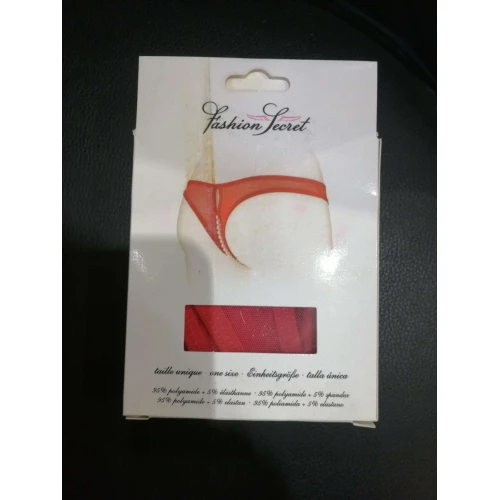 Fashion Secret
taille unique - one size - Einheitsgröße - talla única
95% polyamide + 5% élasthanne - 95% polyamide + 5% spandex
95% polyamide + 5% elastan - 95% poliamida + 5% elastano